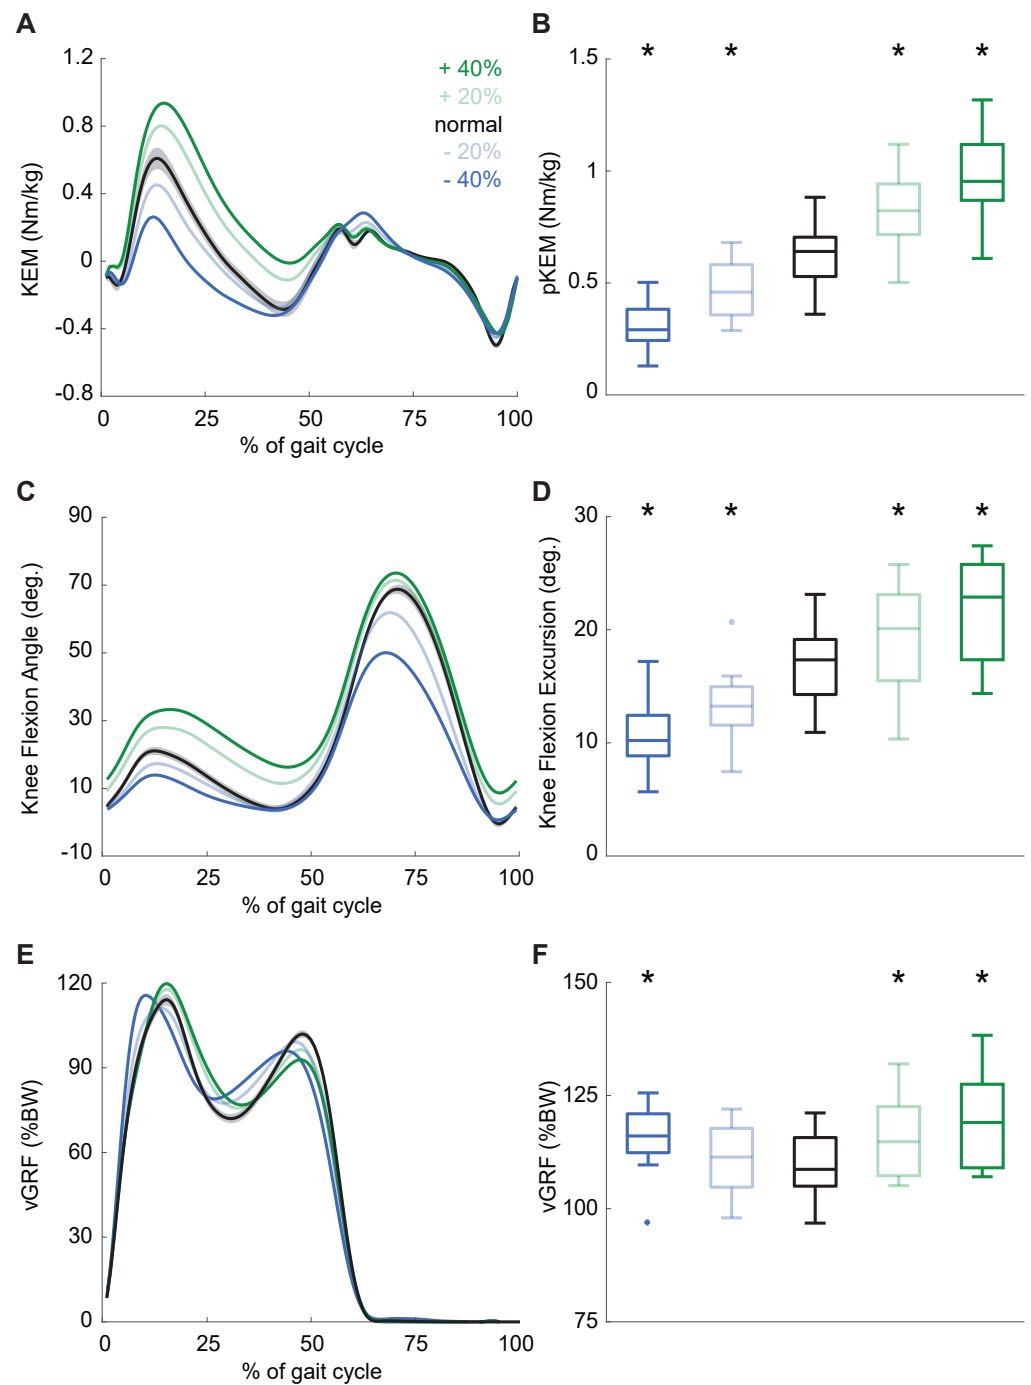 A
KEM (Nm/kg)
1.2
0.8
0.4
0
-0.4
-0.8
+ 40%
+ 20%
normal
- 20%
- 40%
0 25 50 75 100
% of gait cycle
B
pKEM (Nm/kg)
1.5
1
0.5
0
* * * *
C
Knee Flexion Angle (deg.)
90
70
50
30
10
-10
0 25 50 75 100
% of gait cycle
D
Knee Flexion Excursion (deg.)
30
20
10
0
* * * *
E
vGRF (%BW)
120
90
60
30
0
0 25 50 75 100
% of gait cycle
F
vGRF (%BW)
150
125
100
75
* * *